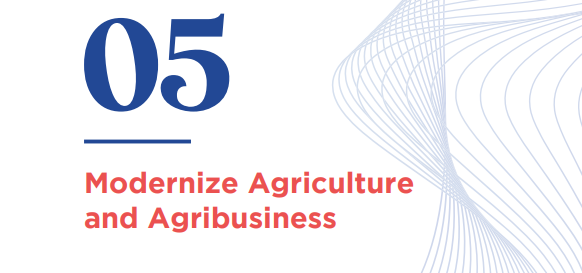 05
Modernize Agriculture
and Agribusiness